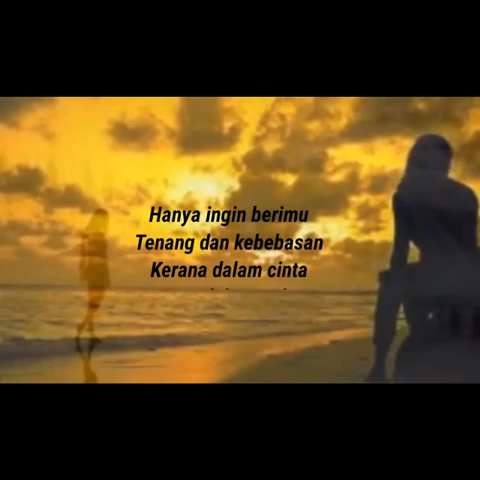 Hanya ingin berimu
Tenang dan kebebasan
Kerana dalam cinta